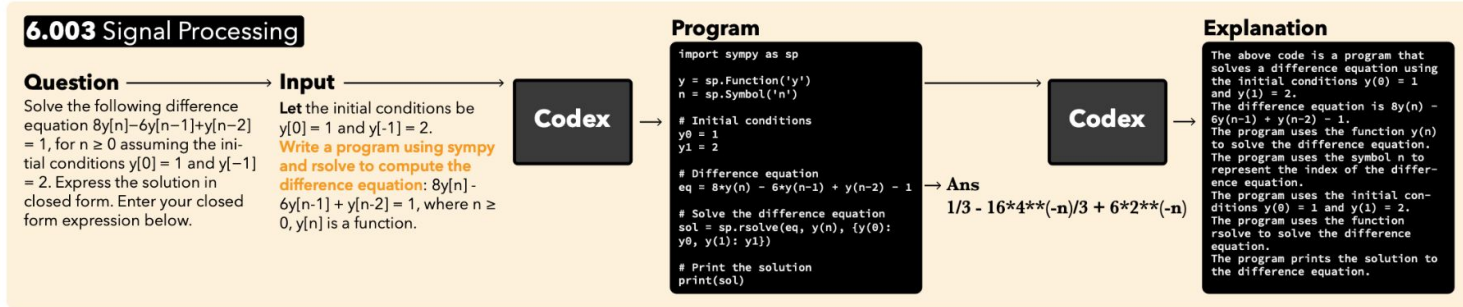 6.003 Signal Processing
Question
Solve the following difference
equation 8y[n]−6y[n−1]+y[n−2]
= 1, for n ≥ 0 assuming the ini-
tial conditions y[0] = 1 and y[−1]
= 2. Express the solution in
closed form. Enter your closed
form expression below.
Input
Let the initial conditions be
y[0] = 1 and y[-1] = 2.
Write a program using sympy
and rsolve to compute the
difference equation: 8y[n] -
6y[n-1] + y[n-2] = 1, where n ≥
0, y[n] is a function.
Codex
Program
import sympy as sp
y = sp.Function('y')
n = sp.Symbol('n')
# Initial conditions
y0 = 1
y1 = 2
# Difference equation
eq = 8*y(n) - 6*y(n-1) + y(n-2) - 1
# Solve the difference equation
sol = sp.rsolve(eq, y(n), {y(0):
y0, y(1): y1})
# Print the solution
print(sol)
Ans
1/3 - 16*4**(-n)/3 + 6*2**(-n)
Codex
Explanation
The above code is a program that
solves a difference equation using
the initial conditions y(0) = 1
and y(1) = 2.
The difference equation is 8y(n) -
6y(n-1) + y(n-2) - 1.
The program uses the function y(n)
to solve the difference equation.
The program uses the symbol n to
represent the index of the differ-
ence equation.
The program uses the initial con-
ditions y(0) = 1 and y(1) = 2.
The program uses the function
rsolve to solve the difference
equation.
The program prints the solution to
the difference equation.